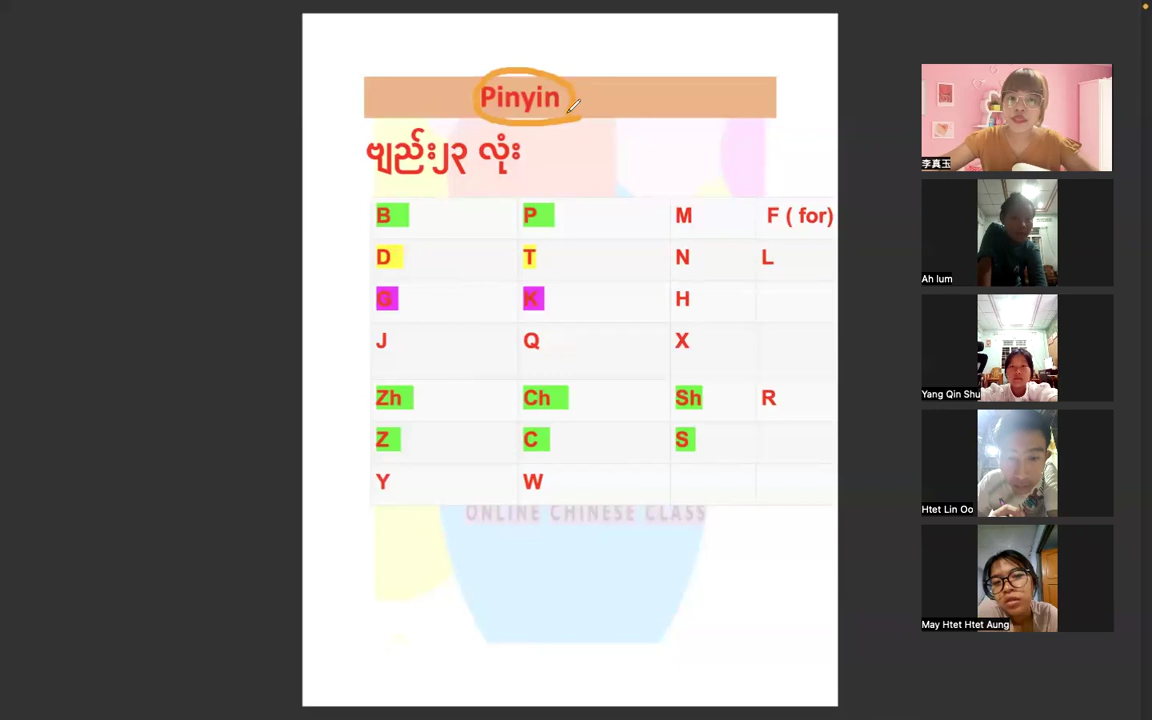 Pinyin
ဗျည်း၂၃ လုံး
B P M F ( for)
D T N L
G K H
J Q X
Zh Ch Sh R
Z C S
Y W
ONLINE CHINESE CLASS
李真玉
Ah lum
Yang Qin Shu
Htet Lin Oo
May Htet Htet Aung